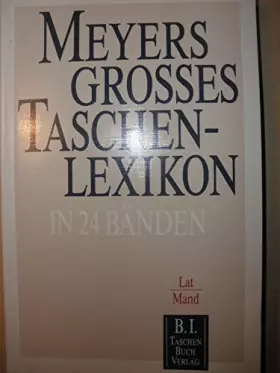 MEYERS
GROSSES
TASCHEN-
LEXIKON
IN 24 BÄNDEN
Lat
Mand
B.I.
TASCHEN
BUCH
VERLAG